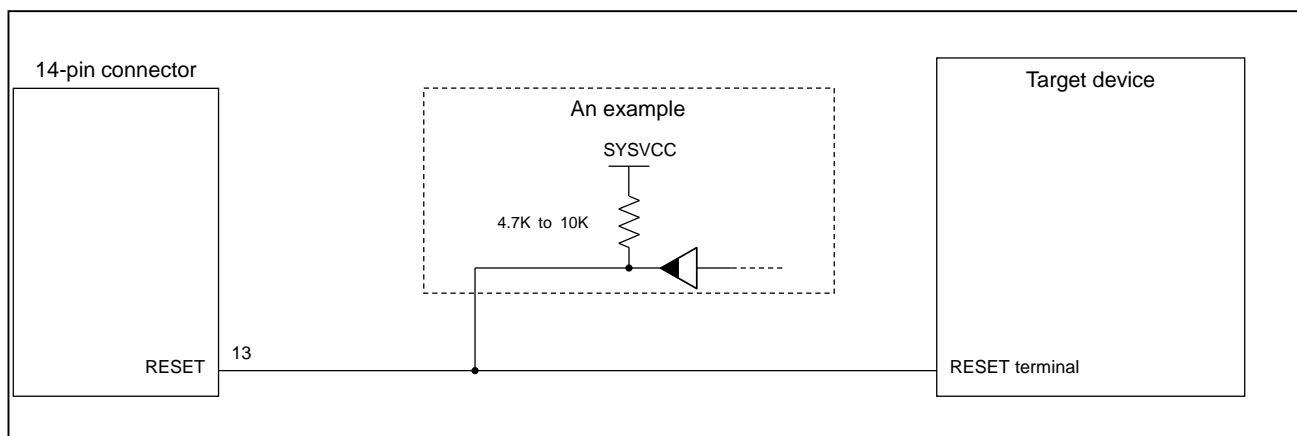 14-pin connector
Target device
An example
SYSVCC
4.7K to 10K
RESET
13
RESET terminal